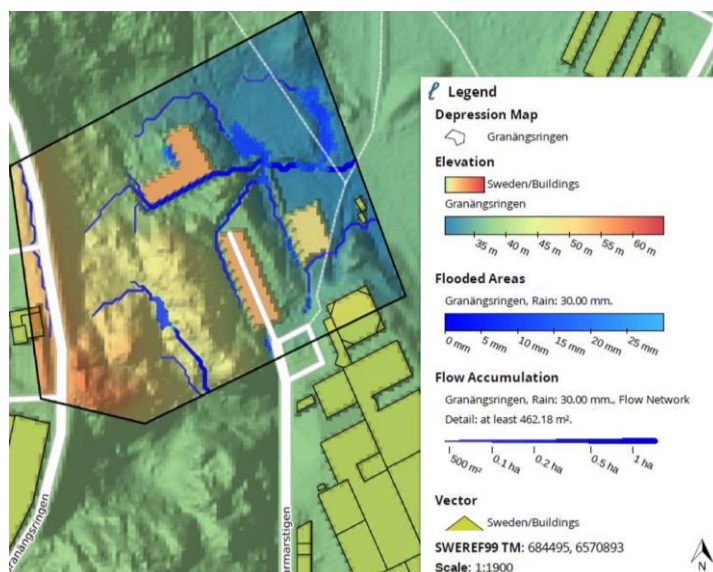 Legend
Depression Map
Granängsringen
Elevation
Sweden/Buildings
Granängsringen
35 m 40 m 45 m 50 m 55 m 60 m
Flooded Areas
Granängsringen, Rain: 30.00 mm.
0 mm 5 mm 10 mm 15 mm 20 mm 25 mm
Flow Accumulation
Granängsringen, Rain: 30.00 mm., Flow Network
Detail: at least 462.18 m².
500 m² 0.1 ha 0.2 ha 0.5 ha 1 ha
Vector
Sweden/Buildings
SWEREF99 TM: 684495, 6570893
Scale: 1:1900
N
Granängsringen
armarstigen